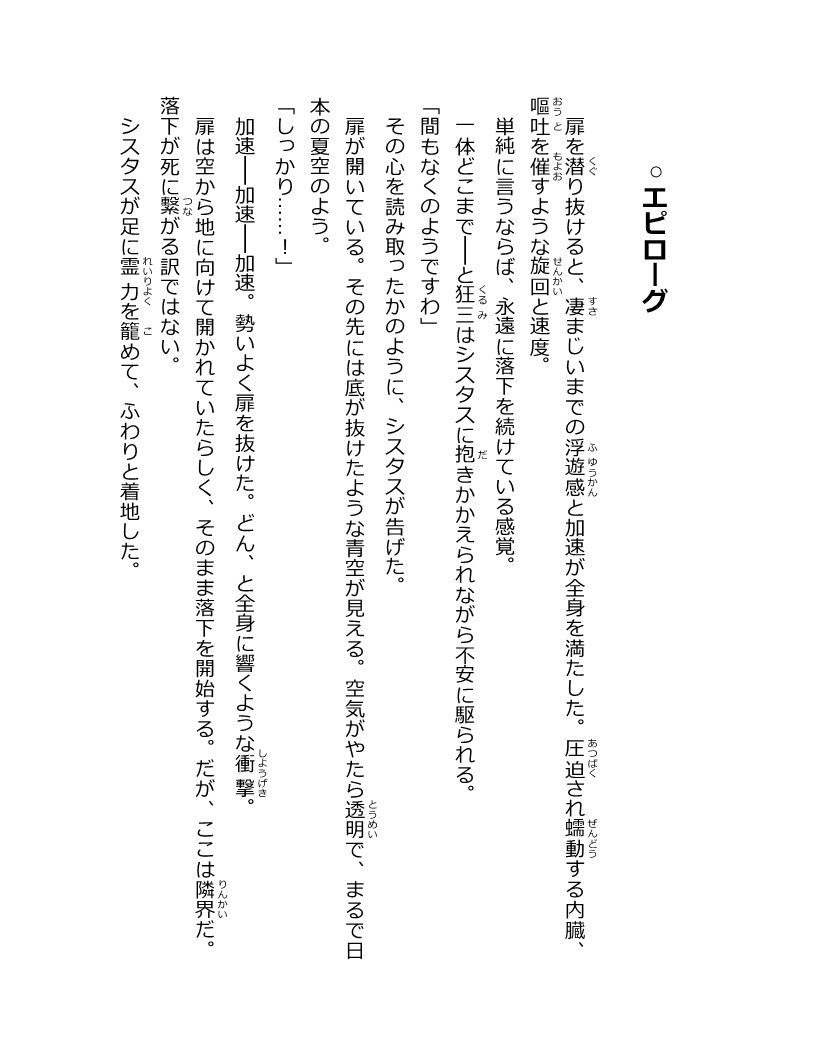 ○エピローグ
扉を潜り抜けると、凄まじいまでの浮遊感と加速が全身を満たした。圧迫され蠕動する内臓、
嘔吐を催すような旋回と速度。
単純に言うならば、永遠に落下を続けている感覚。
一体どこまで──と狂三はシスタスに抱きかかえられながら不安に駆られる。
「間もなくのようですわ」
その心を読み取ったかのように、シスタスが告げた。
扉が開いている。その先には底が抜けたような青空が見える。空気がやたら透明で、まるで日
本の夏空のよう。
「しっかり……！」
加速──加速──加速。勢いよく扉を抜けた。どん、と全身に響くような衝撃。
扉は空から地に向けて開かれていたらしく、そのまま落下を開始する。だが、ここは隣界だ。
落下が死に繋がる訳ではない。
シスタスが足に霊力を籠めて、ふわりと着地した。